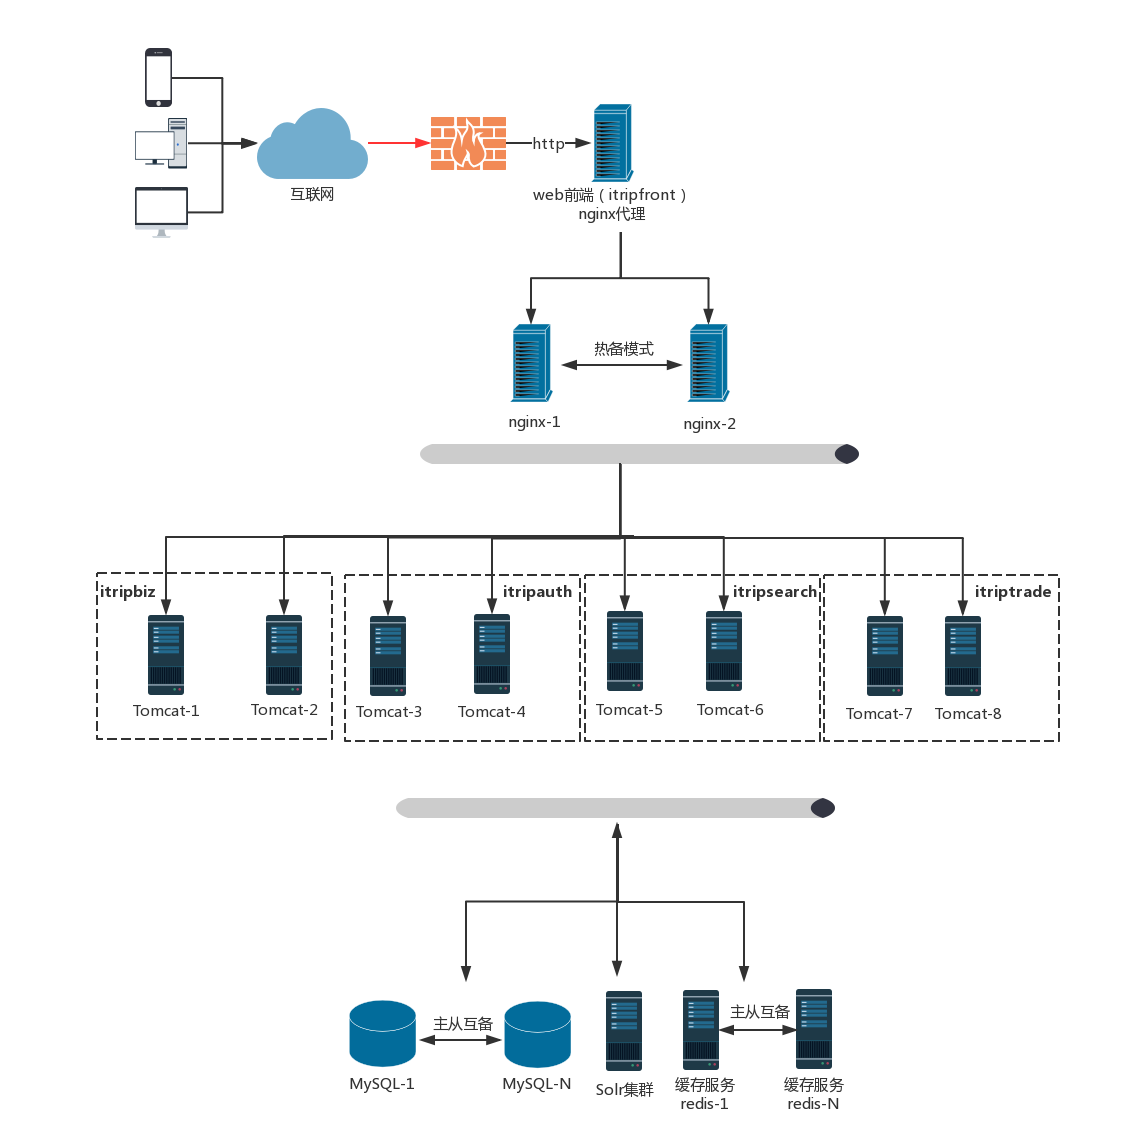 互联网
http
web前端（itripfront）
nginx代理
热备模式
nginx-1
nginx-2
itripbiz
itripauth
itripsearch
itriptrade
Tomcat-1
Tomcat-2
Tomcat-3
Tomcat-4
Tomcat-5
Tomcat-6
Tomcat-7
Tomcat-8
主从互备
主从互备
MySQL-1
MySQL-N
Solr集群
缓存服务
redis-1
缓存服务
redis-N